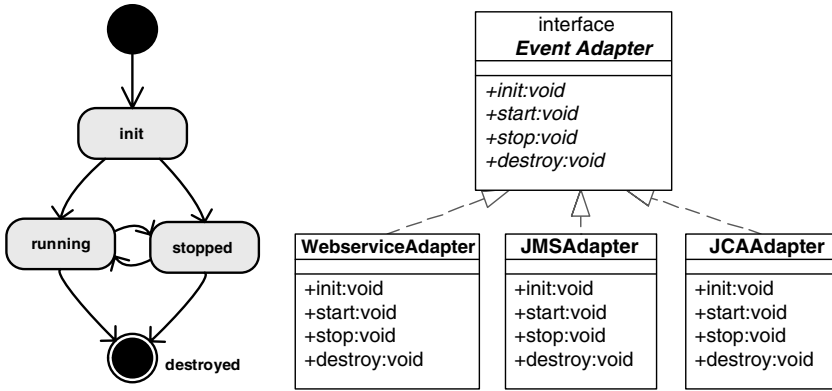 init
running
stopped
destroyed
interface
Event Adapter
+init:void
+start:void
+stop:void
+destroy:void
WebserviceAdapter
+init:void
+start:void
+stop:void
+destroy:void
JMSAdapter
+init:void
+start:void
+stop:void
+destroy:void
JCAAdapter
+init:void
+start:void
+stop:void
+destroy:void